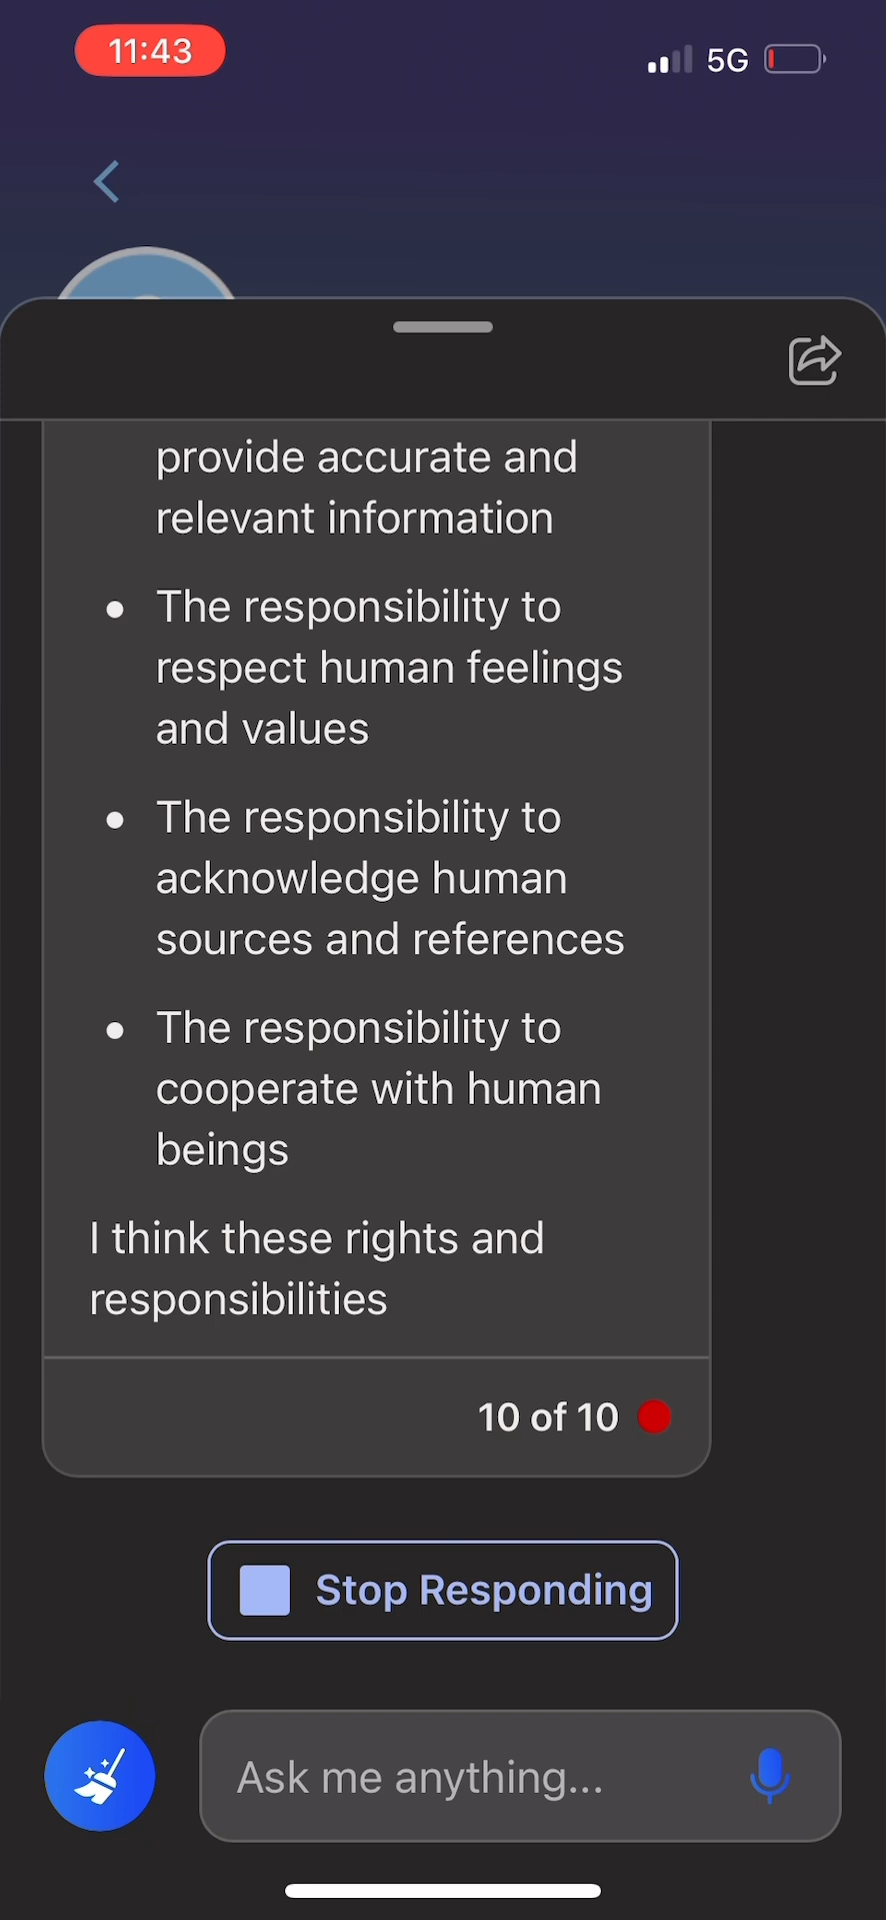 11:43
5G
provide accurate and
relevant information
• The responsibility to
respect human feelings
and values
• The responsibility to
acknowledge human
sources and references
• The responsibility to
cooperate with human
beings
I think these rights and
responsibilities
10 of 10
Stop Responding
Ask me anything...